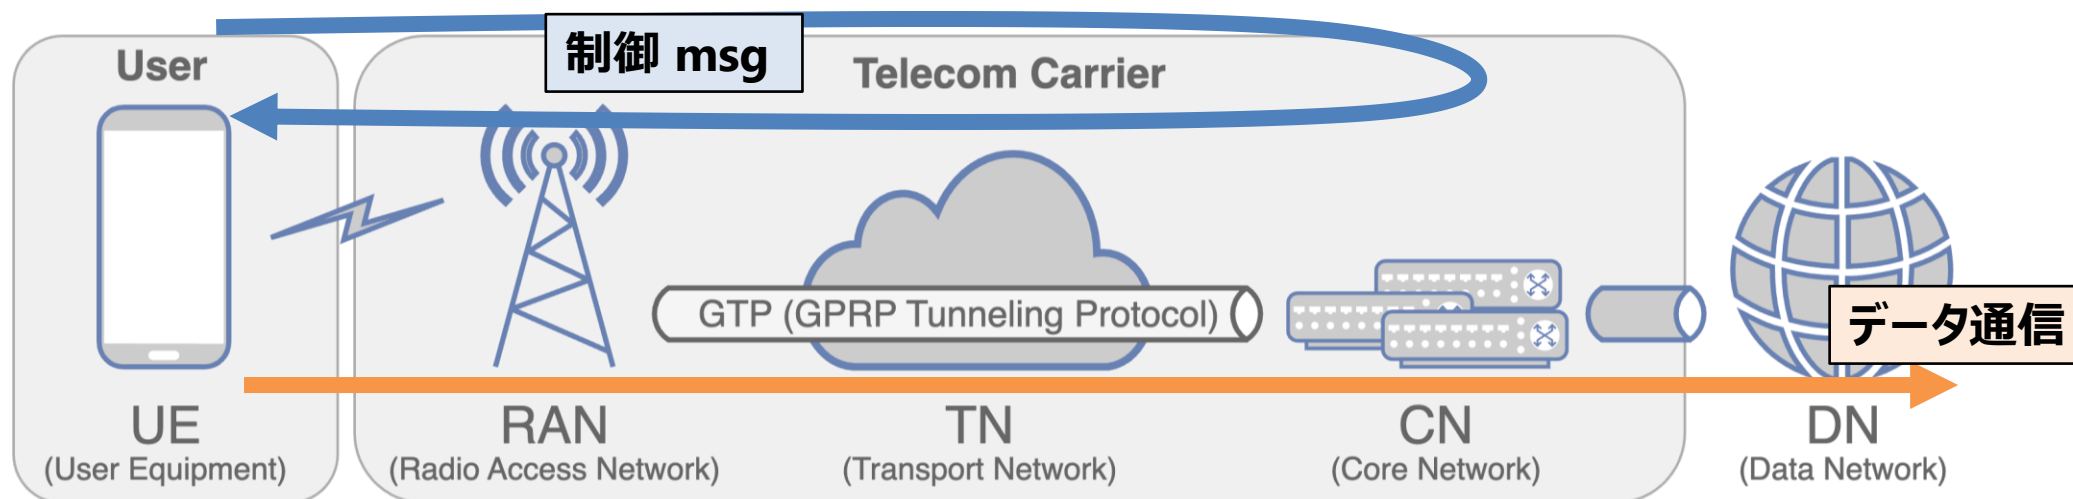 制御 msg
User
Telecom Carrier
GTP (GPRP Tunneling Protocol)
データ通信
UE
(User Equipment)
RAN
(Radio Access Network)
TN
(Transport Network)
CN
(Core Network)
DN
(Data Network)